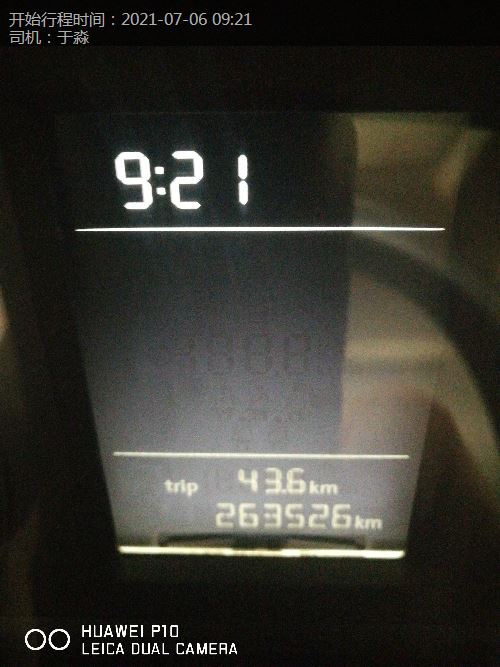 开始行程时间：2021-07-06 09:21
司机：于淼
9:21
trip 43.6 km
263526 km
HUAWEI P10
LEICA DUAL CAMERA